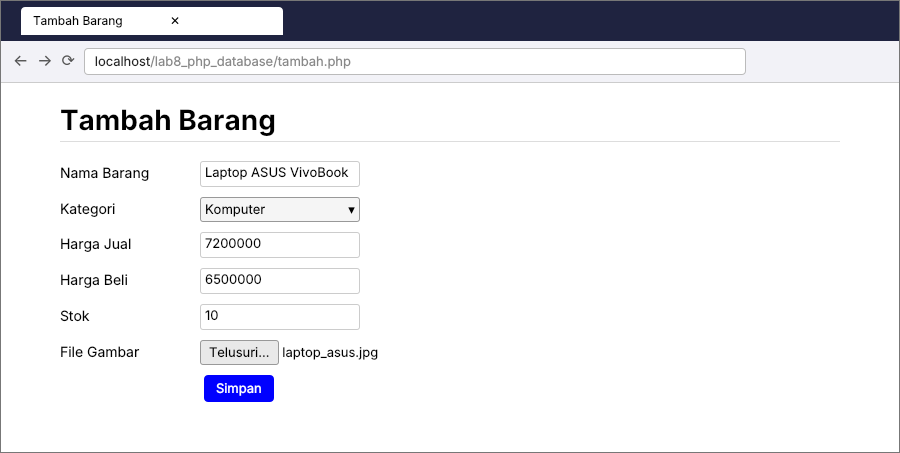 Tambah Barang ✕
← → ⟳ localhost/lab8_php_database/tambah.php
Tambah Barang
Nama Barang Laptop ASUS VivoBook
Kategori Komputer ▾
Harga Jual 7200000
Harga Beli 6500000
Stok 10
File Gambar Telusuri... laptop_asus.jpg
Simpan